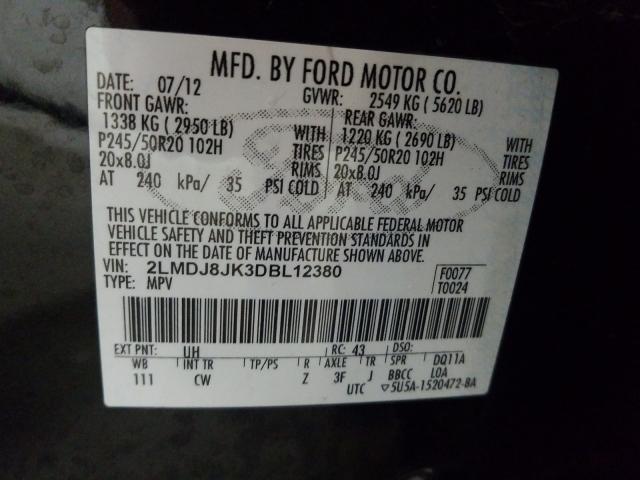 MFD. BY FORD MOTOR CO.
DATE: 07/12 GVWR: 2549 KG ( 5620 LB)
FRONT GAWR: REAR GAWR:
1338 KG ( 2950 LB) WITH 1220 KG ( 2690 LB) WITH
P245/50R20 102H TIRES P245/50R20 102H TIRES
20x8.0J RIMS 20x8.0J RIMS
AT 240 kPa/ 35 PSI COLD AT 240 kPa/ 35 PSI COLD
THIS VEHICLE CONFORMS TO ALL APPLICABLE FEDERAL MOTOR
VEHICLE SAFETY AND THEFT PREVENTION STANDARDS IN
EFFECT ON THE DATE OF MANUFACTURE SHOWN ABOVE.
VIN: 2LMDJ8JK3DBL12380 F0077
TYPE: MPV T0024
EXT PNT: UH RC: 43 DSO:
WB INT TR TP/PS R AXLE TR SPR DQ11A
111 CW Z 3F J BBCC LOA
UTC ▽5U5A-1520472-BA